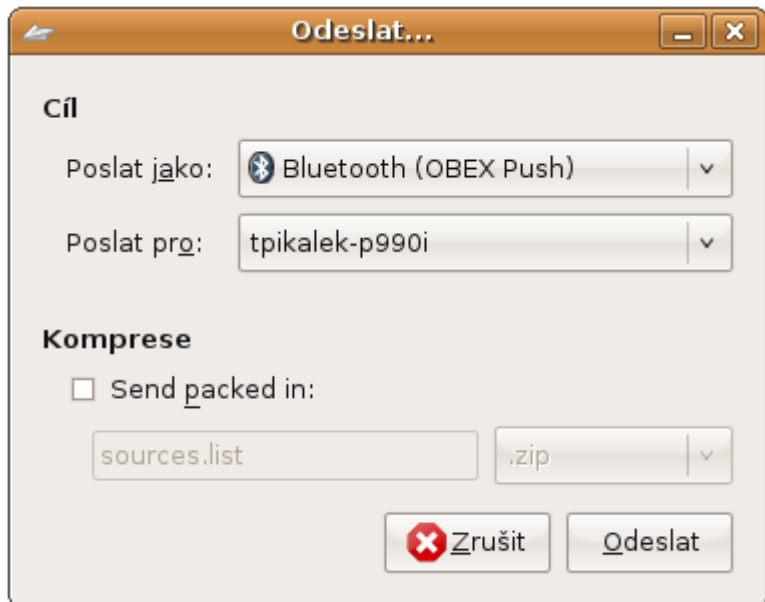 Odeslat...
Cíl
Poslat jako: Bluetooth (OBEX Push)
Poslat pro: tpikalek-p990i
Komprese
Send packed in:
sources.list .zip
Zrušit Odeslat